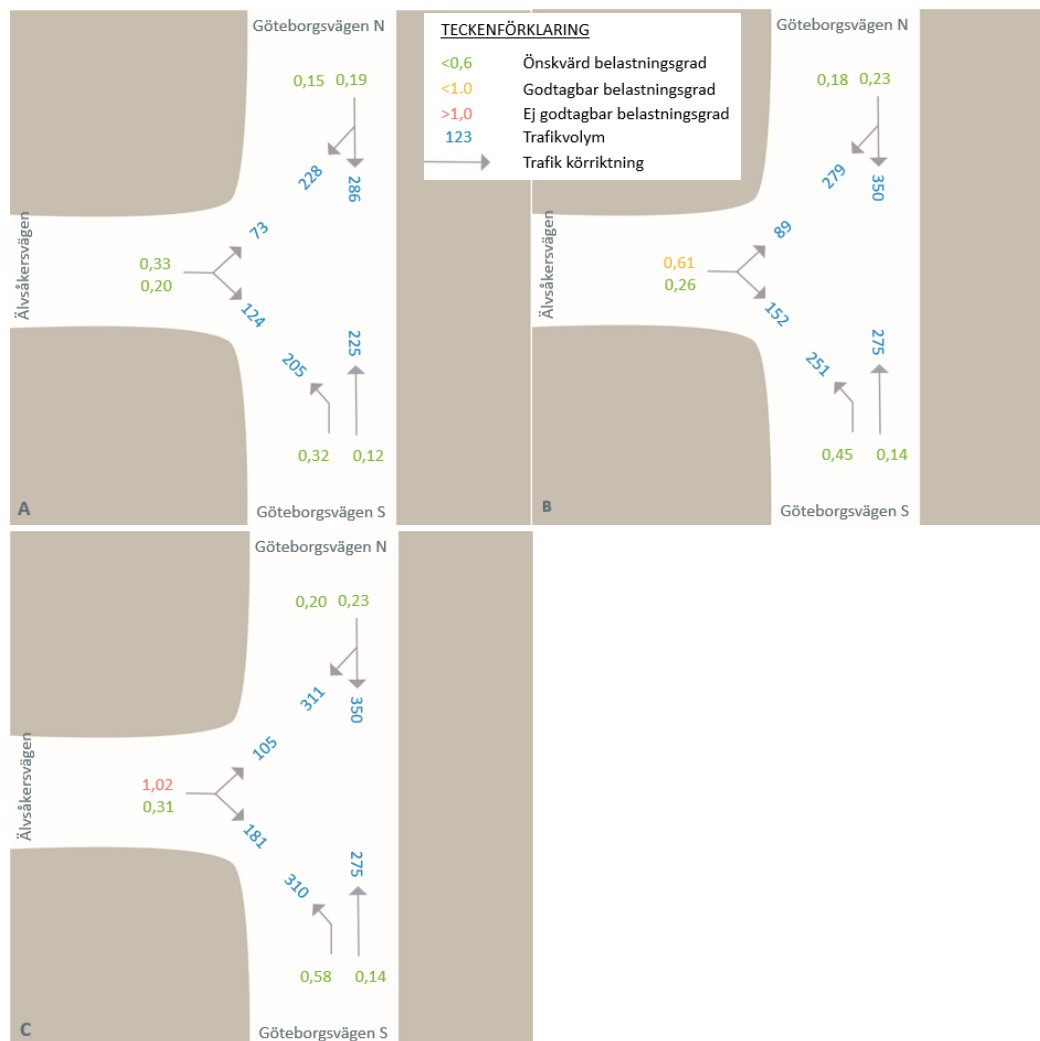 Göteborgsvägen N
0,15 0,19
228
286
Älvsåkersvägen
73
0,33
0,20
124
225
205
0,32 0,12
A
Göteborgsvägen S
TECKENFÖRKLARING
<0,6 Önskvärd belastningsgrad
<1.0 Godtagbar belastningsgrad
>1,0 Ej godtagbar belastningsgrad
123 Trafikvolym
Trafik körriktning
Göteborgsvägen N
0,18 0,23
279
350
Älvsåkersvägen
89
0,61
0,26
152
275
251
0,45 0,14
B
Göteborgsvägen S
Göteborgsvägen N
0,20 0,23
311
350
Älvsåkersvägen
105
1,02
0,31
181
275
310
0,58 0,14
C
Göteborgsvägen S